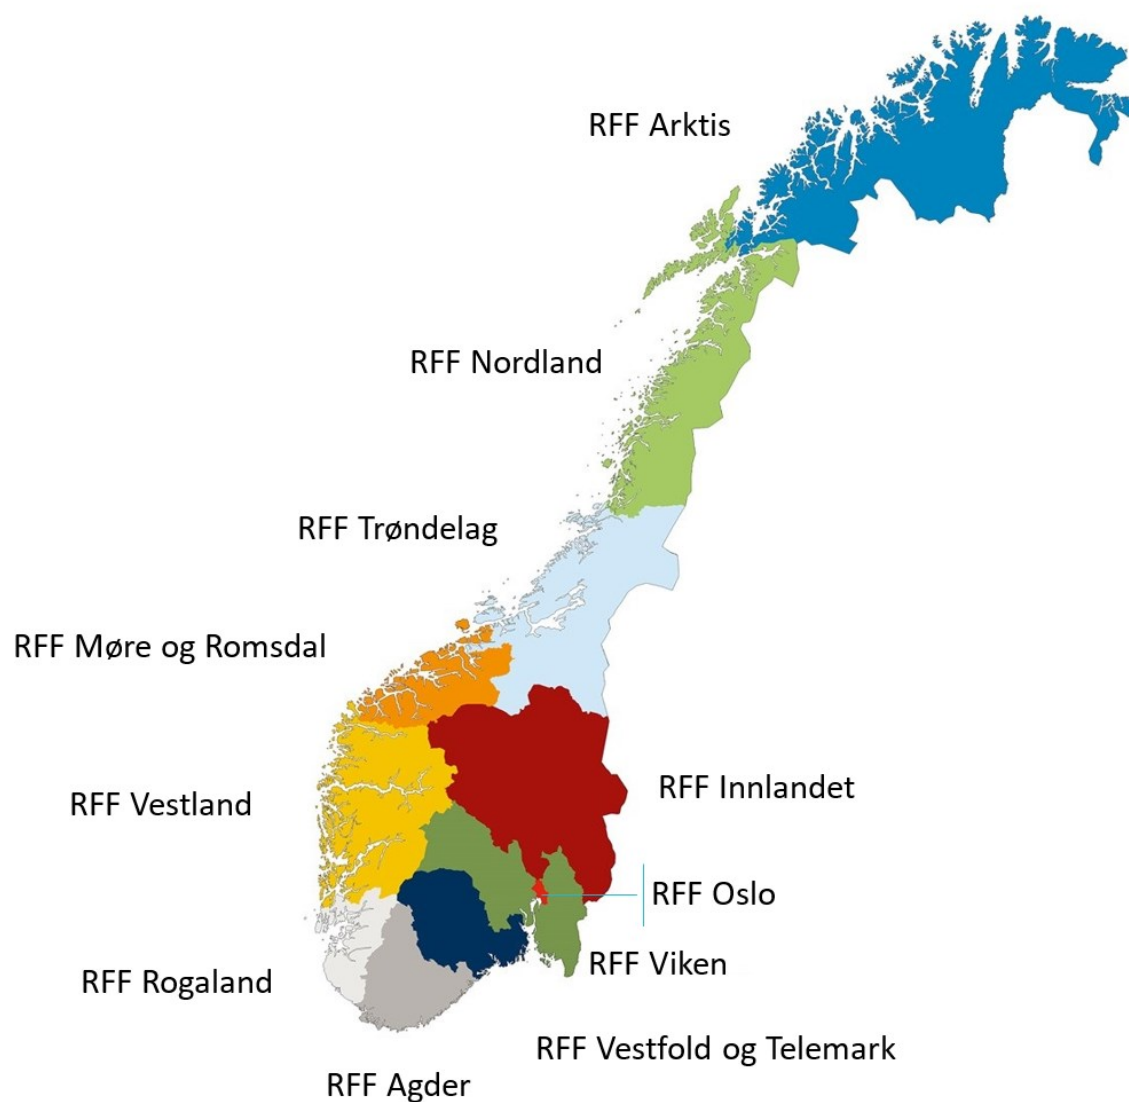 RFF Arktis
RFF Nordland
RFF Trøndelag
RFF Møre og Romsdal
RFF Innlandet
RFF Vestland
RFF Oslo
RFF Viken
RFF Rogaland
RFF Vestfold og Telemark
RFF Agder